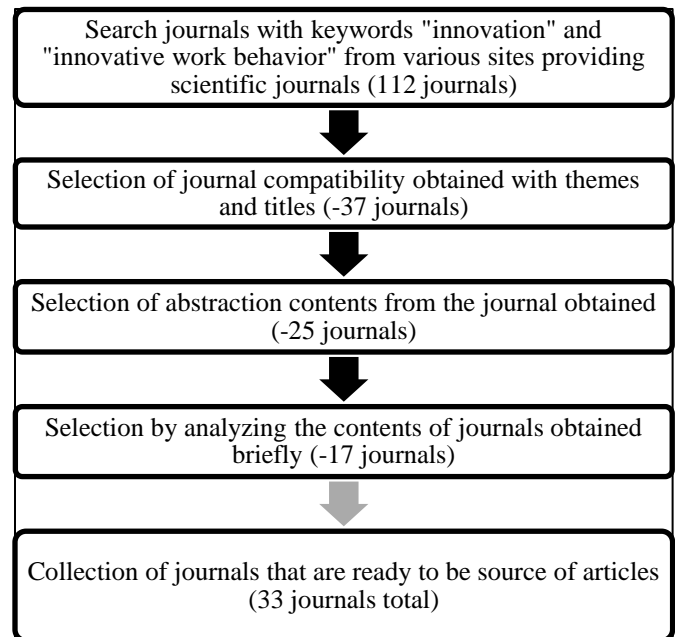 Search journals with keywords "innovation" and
"innovative work behavior" from various sites providing
scientific journals (112 journals)
Selection of journal compatibility obtained with themes
and titles (-37 journals)
Selection of abstraction contents from the journal obtained
(-25 journals)
Selection by analyzing the contents of journals obtained
briefly (-17 journals)
Collection of journals that are ready to be source of articles
(33 journals total)